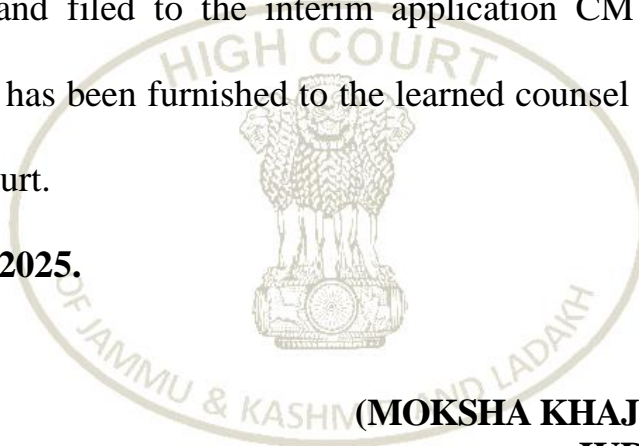 and filed to the interim application CM
HIGH COURT
has been furnished to the learned counsel
urt.
2025.
OF JAMMU & KASHMIR AND LADAKH
(MOKSHA KHAJ